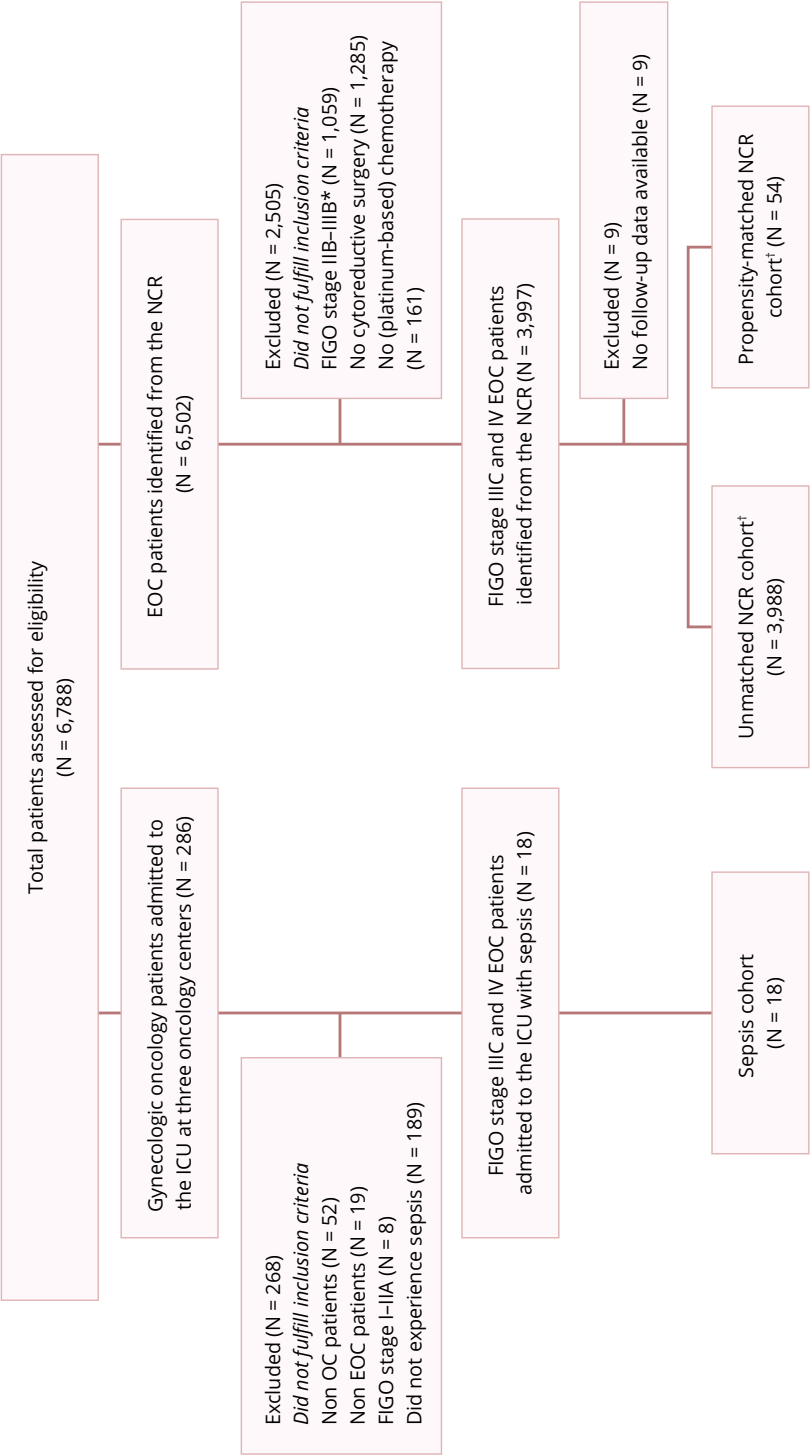 Total patients assessed for eligibility
(N = 6,788)
Gynecologic oncology patients admitted to
the ICU at three oncology centers (N = 286)
EOC patients identified from the NCR
(N = 6,502)
Excluded (N = 268)
Did not fulfill inclusion criteria
Non OC patients (N = 52)
Non EOC patients (N = 19)
FIGO stage I–IIA (N = 8)
Did not experience sepsis (N = 189)
Excluded (N = 2,505)
Did not fulfill inclusion criteria
FIGO stage IIB–IIIB* (N = 1,059)
No cytoreductive surgery (N = 1,285)
No (platinum-based) chemotherapy
(N = 161)
FIGO stage IIIC and IV EOC patients
admitted to the ICU with sepsis (N = 18)
FIGO stage IIIC and IV EOC patients
identified from the NCR (N = 3,997)
Excluded (N = 9)
No follow-up data available (N = 9)
Sepsis cohort
(N = 18)
Unmatched NCR cohort†
(N = 3,988)
Propensity-matched NCR
cohort† (N = 54)